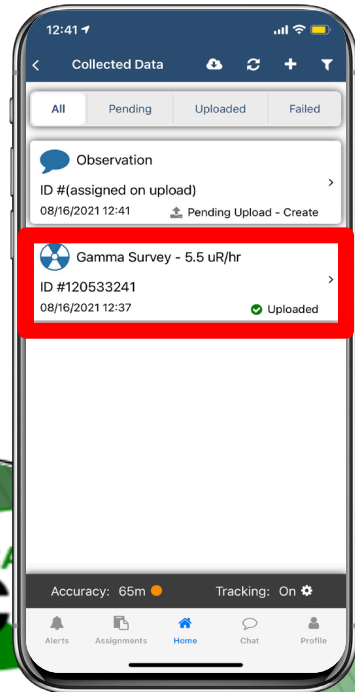 12:41
Collected Data
All Pending Uploaded Failed
Observation
ID #(assigned on upload)
08/16/2021 12:41 Pending Upload - Create
Gamma Survey - 5.5 uR/hr
ID #120533241
08/16/2021 12:37 Uploaded
Accuracy: 65m Tracking: On
Alerts Assignments Home Chat Profile